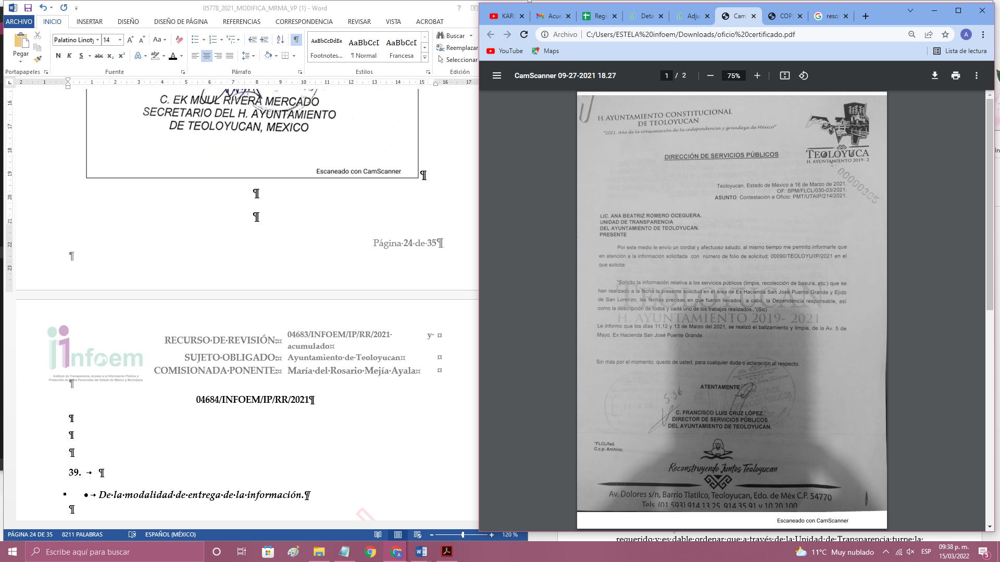 05778_2021_MODIFICA_MRMA_VP (1) - Word
ARCHIVO INICIO INSERTAR DISEÑO DISEÑO DE PÁGINA REFERENCIAS CORRESPONDENCIA REVISAR VISTA ACROBAT
Pegar
Palatino Linoty 14
N K S abc x₂ x²
AaBbCcDdEe AaBbCcI AaBbCcI
Footnotes... ¶ Normal Francesa
Buscar
Reemplazar
Seleccionar
Portapapeles Fuente Párrafo Estilos Edición
C. EK MUUL RIVERA MERCADO
SECRETARIO DEL H. AYUNTAMIENTO
DE TEOLOYUCAN, MEXICO
Escaneado con CamScanner
¶
¶
¶
Página·24·de·35¶
¶
infoem
Instituto de Transparencia, Acceso a la Información Pública y
Protección de Datos Personales del Estado de México y Municipios
RECURSO·DE·REVISIÓN:¤ 04683/INFOEM/IP/RR/2021· y· ¤
acumulado¤
SUJETO·OBLIGADO:¤ Ayuntamiento·de·Teoloyucan¤ ¤
COMISIONADA·PONENTE:¤ María·del·Rosario·Mejía·Ayala¤ ¤
¶
04684/INFOEM/IP/RR/2021¶
¶
¶
¶
39. → ¶
• → De·la·modalidad·de·entrega·de·la·información.¶
¶
PÁGINA 24 DE 35 8211 PALABRAS ESPAÑOL (MÉXICO) 120 %
KARO Acue Regis Deta Adju Cam COPI reso
Archivo C:/Users/ESTELA%20infoem/Downloads/oficio%20certificado.pdf
A
YouTube Maps Lista de lectura
CamScanner 09-27-2021 18.27 1 / 2 75%
H. AYUNTAMIENTO CONSTITUCIONAL
DE TEOLOYUCAN
"2021. Año de la consumación de la independencia y grandeza de México"
TEOLOYUCA
H. AYUNTAMIENTO 2019- 2
DIRECCIÓN DE SERVICIOS PÚBLICOS
00000305
Teoloyucan, Estado de México a 16 de Marzo de 2021.
OF: SPM/FLCL/030-03/2021.
ASUNTO: Contestación a Oficio: PMT/UTAIP/214/2021.
LIC. ANA BEATRIZ ROMERO OCEGUERA.
UNIDAD DE TRANSPARENCIA
DEL AYUNTAMIENTO DE TEOLOYUCAN.
PRESENTE
Por este medio le envío un cordial y afectuoso saludo, al mismo tiempo me permito informarle que
en atención a la información solicitada con número de folio de solicitud: 00090/TEOLOYU/IP/2021 en el
que solicita:
"Solicito la información relativa a los servicios públicos (limpia, recolección de basura, etc.) que se
han realizado a la fecha la presente solicitud en el área de Ex Hacienda San José Puente Grande y Ejido
de San Lorenzo, las fechas precisas en que fueron llevados a cabo, la Dependencia responsable, así
como la descripción de todos y cada uno de los trabajos realizados.."(Sic)
TEOLOYUCAN
H. AYUNTAMIENTO 2019- 2021
Le informo que los días 11,12 y 13 de Marzo del 2021, se realizó el balizamiento y limpia, de la Av. 5 de
Mayo, Ex Hacienda San José Puente Grande.
Sin más por el momento, quedo de usted, para cualquier duda o aclaración al respecto.
ATENTAMENTE
DIRECCIÓN DE
SERVICIOS PÚBLICOS
5:56
C. FRANCISCO LUIS CRUZ LÓPEZ.
DIRECTOR DE SERVICIOS PÚBLICOS
DEL AYUNTAMIENTO DE TEOLOYUCAN.
*FLCL/fad.
C.c.p. Archivo.
Reconstruyendo Juntos Teoloyucan
Av. Dolores s/n, Barrio Tlatilco, Teoloyucan, Edo. de Méx C.P. 54770
Tels. (01 593) 914 13 25, 914 35 91 y 10 20 100
Escaneado con CamScanner
requerido·y·es·dable·ordenar·que·a·través·de·la·Unidad·de·Transparencia·turne·la·
Escribe aquí para buscar
11°C Muy nublado ESP 09:38 p. m.
15/03/2022
5